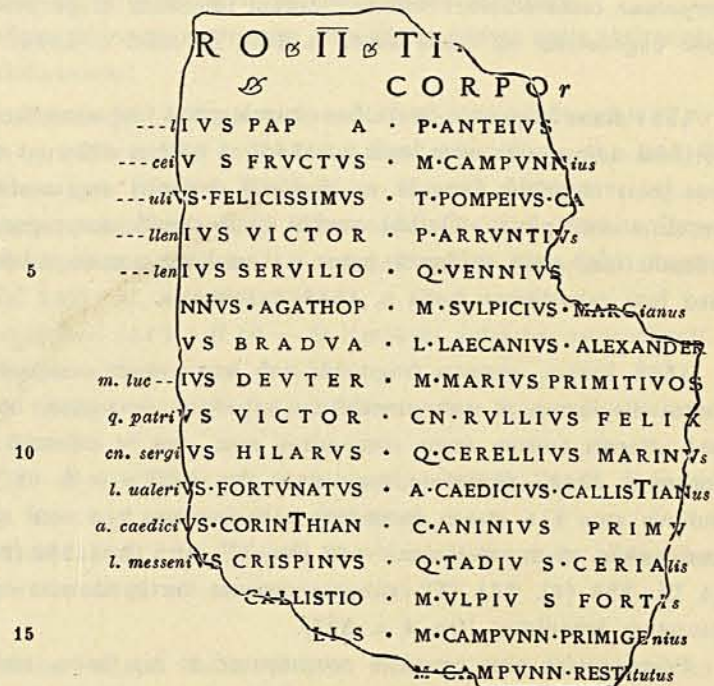 RO ❧ II ❧ TI
❧ CORPOr
---lIVS PAP A · P·ANTEIVS
---ceiV S FRVCTVS · M·CAMPVNNius
---uliVS·FELICISSIMVS · T·POMPEIVS·CA
---llenIVS VICTOR · P·ARRVNTIVs
5 ---lenIVS SERVILIO · Q·VENNIVS
NNVS·AGATHOP · M·SVLPICIVS·MARCianus
VS BRADVA · L·LAECANIVS·ALEXANDER
m. luc--IVS DEVTER · M·MARIVS PRIMITIVOS
q. patriVS VICTOR · CN·RVLLIVS FELIX
10 cn. sergiVS HILARVS · Q·CERELLIVS MARINVs
l. ualeriVS·FORTVNATVS · A·CAEDICIVS·CALLISTIANus
a. caediciVS·CORINTHIAN · C·ANINIVS PRIMV
l. messeniVS CRISPINVS · Q·TADIV S·CERIAlis
CALLISTIO · M·VLPIV S FORTIs
15 LIS · M·CAMPVNN·PRIMIGEnius
M·CAMPVNN·RESTItutus